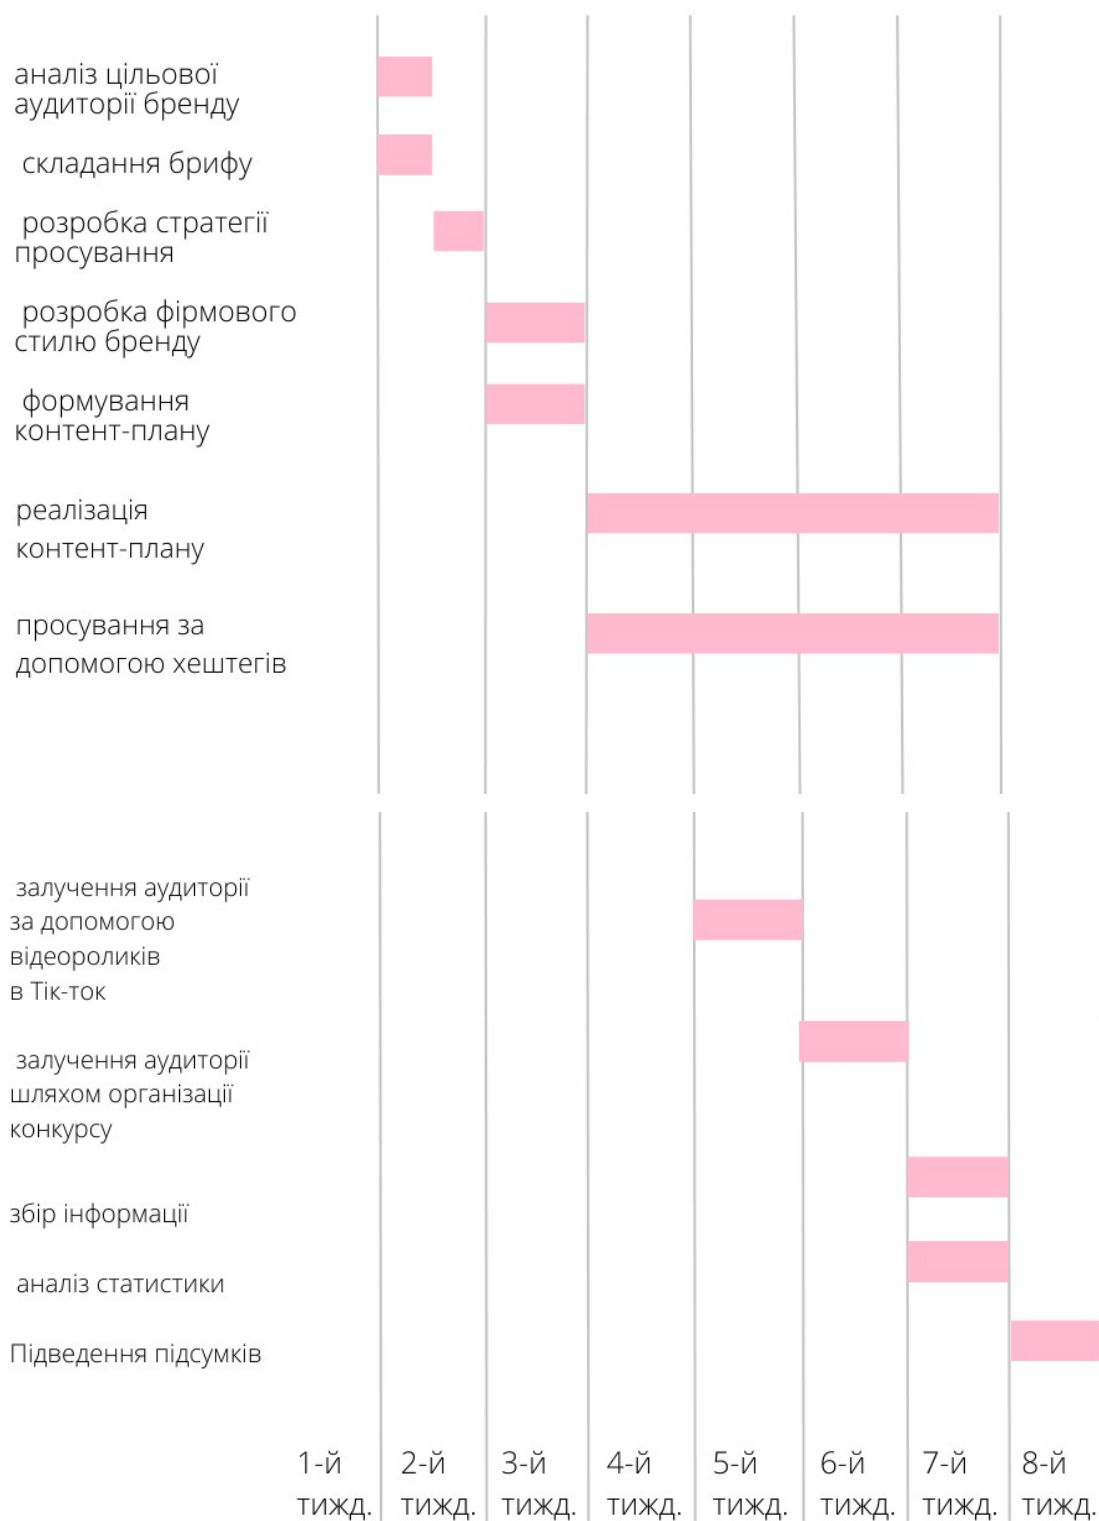 аналіз цільової
аудиторії бренду
складання брифу
розробка стратегії
просування
розробка фірмового
стилю бренду
формування
контент-плану
реалізація
контент-плану
просування за
допомогою хештегів
залучення аудиторії
за допомогою
відеороликів
в Тік-ток
залучення аудиторії
шляхом організації
конкурсу
збір інформації
аналіз статистики
Підведення підсумків
1-й 2-й 3-й 4-й 5-й 6-й 7-й 8-й
тижд. тижд. тижд. тижд. тижд. тижд. тижд. тижд.